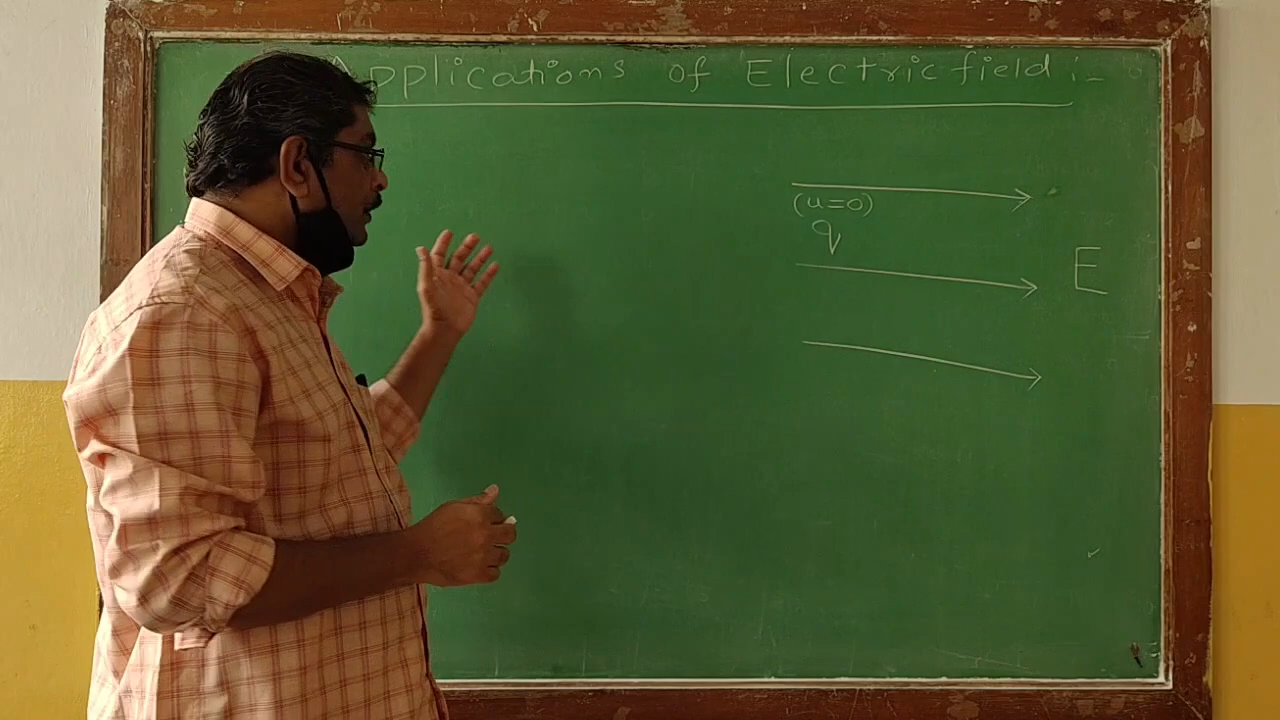 Applications of Electric field :-
(u=0)
q
E